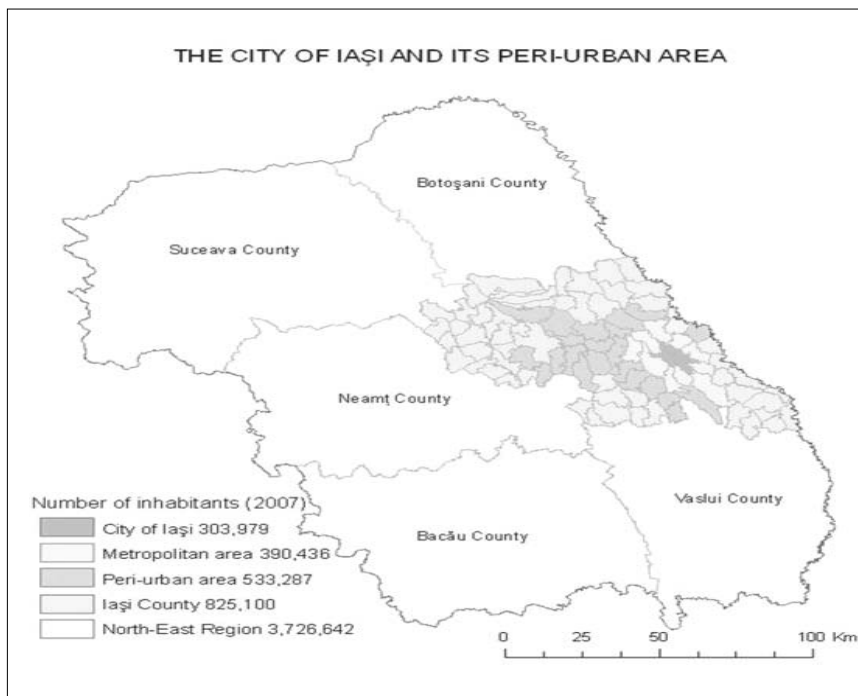 THE CITY OF IAŞI AND ITS PERI-URBAN AREA
Botoşani County
Suceava County
Neamţ County
Vaslui County
Bacău County
Number of inhabitants (2007)
City of Iaşi 303,979
Metropolitan area 390,436
Peri-urban area 533,287
Iaşi County 825,100
North-East Region 3,726,642
0 25 50 100 Km